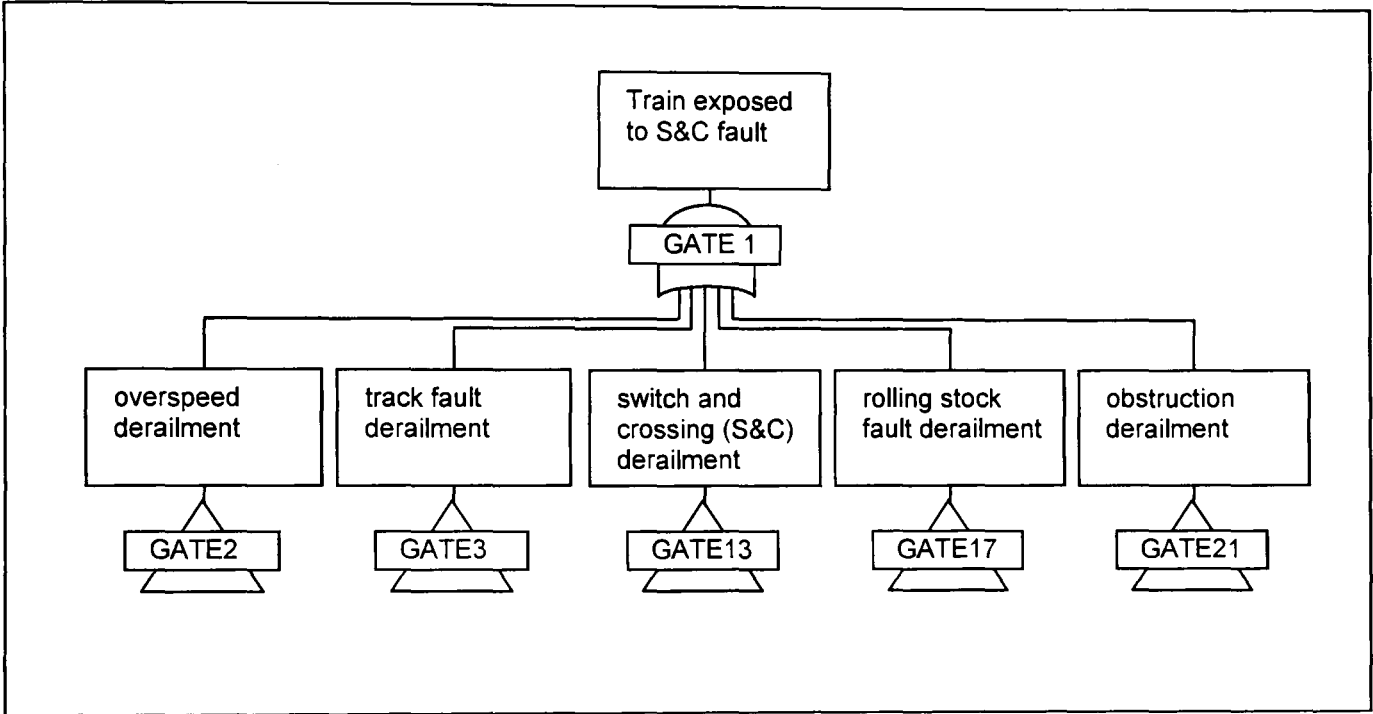 Train exposed
to S&C fault
GATE 1
overspeed
derailment
track fault
derailment
switch and
crossing (S&C)
derailment
rolling stock
fault derailment
obstruction
derailment
GATE2
GATE3
GATE13
GATE17
GATE21